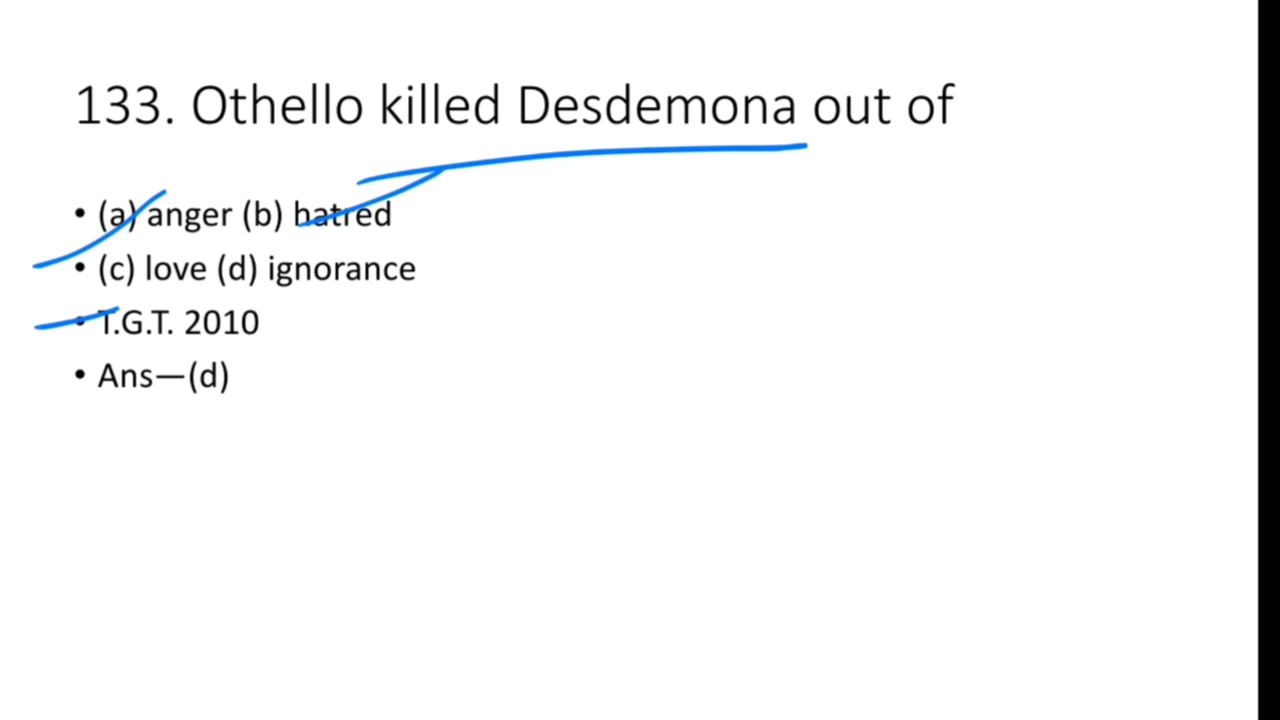 133. Othello killed Desdemona out of
• (a) anger (b) hatred
• (c) love (d) ignorance
• T.G.T. 2010
• Ans—(d)